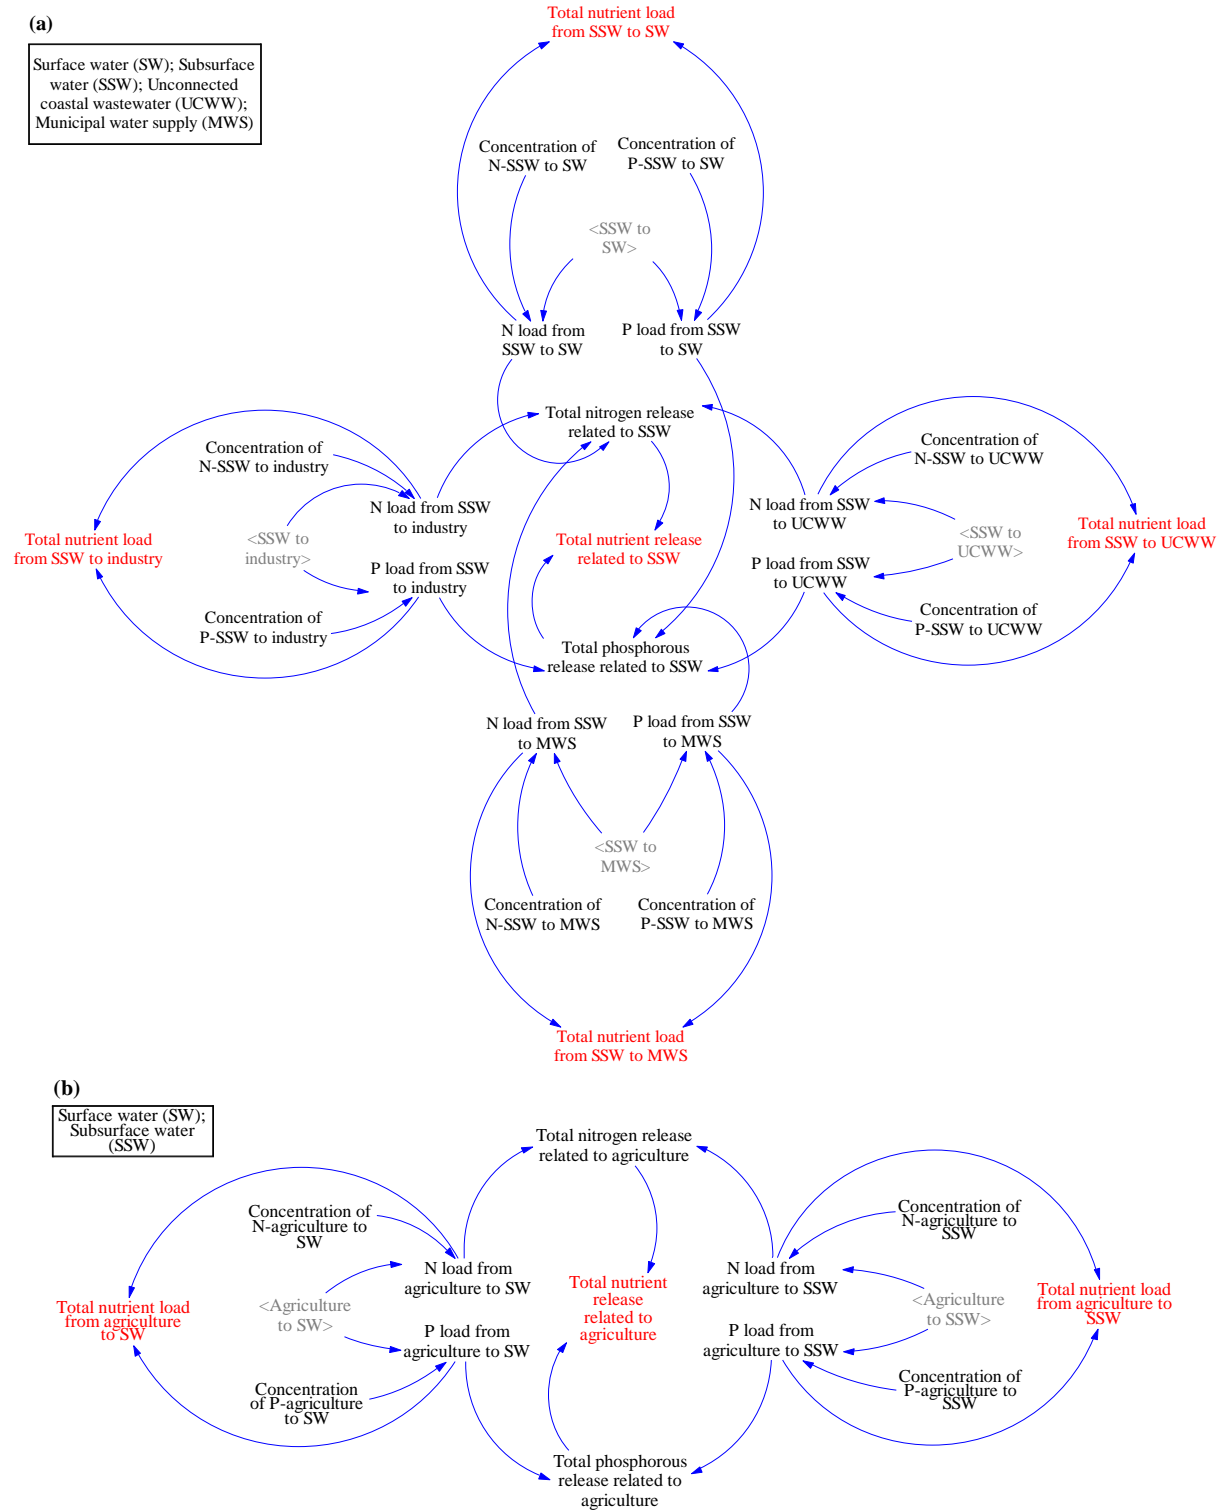 (a)
Surface water (SW); Subsurface
water (SSW); Unconnected
coastal wastewater (UCWW);
Municipal water supply (MWS)
Total nutrient load
from SSW to SW
Concentration of
N-SSW to SW
Concentration of
P-SSW to SW
<SSW to
SW>
N load from
SSW to SW
P load from SSW
to SW
Total nitrogen release
related to SSW
Concentration of
N-SSW to industry
Concentration of
N-SSW to UCWW
N load from SSW
to industry
N load from SSW
to UCWW
Total nutrient load
from SSW to industry
<SSW to
industry>
Total nutrient release
related to SSW
<SSW to
UCWW>
Total nutrient load
from SSW to UCWW
P load from SSW
to industry
P load from SSW
to UCWW
Concentration of
P-SSW to industry
Concentration of
P-SSW to UCWW
Total phosphorous
release related to SSW
N load from SSW
to MWS
P load from SSW
to MWS
<SSW to
MWS>
Concentration of
N-SSW to MWS
Concentration of
P-SSW to MWS
Total nutrient load
from SSW to MWS
(b)
Surface water (SW);
Subsurface water
(SSW)
Total nitrogen release
related to agriculture
Concentration of
N-agriculture to
SW
Concentration of
N-agriculture to
SSW
N load from
agriculture to SW
N load from
agriculture to SSW
Total nutrient load
from agriculture
to SW
<Agriculture
to SW>
Total nutrient
release
related to
agriculture
<Agriculture
to SSW>
Total nutrient load
from agriculture to
SSW
P load from
agriculture to SW
P load from
agriculture to SSW
Concentration
of P-agriculture
to SW
Concentration of
P-agriculture to
SSW
Total phosphorous
release related to
agriculture